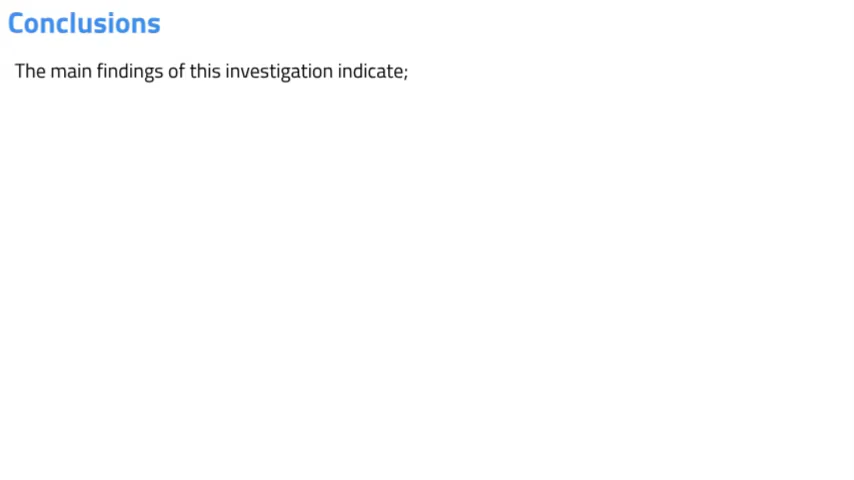 Conclusions
The main findings of this investigation indicate;